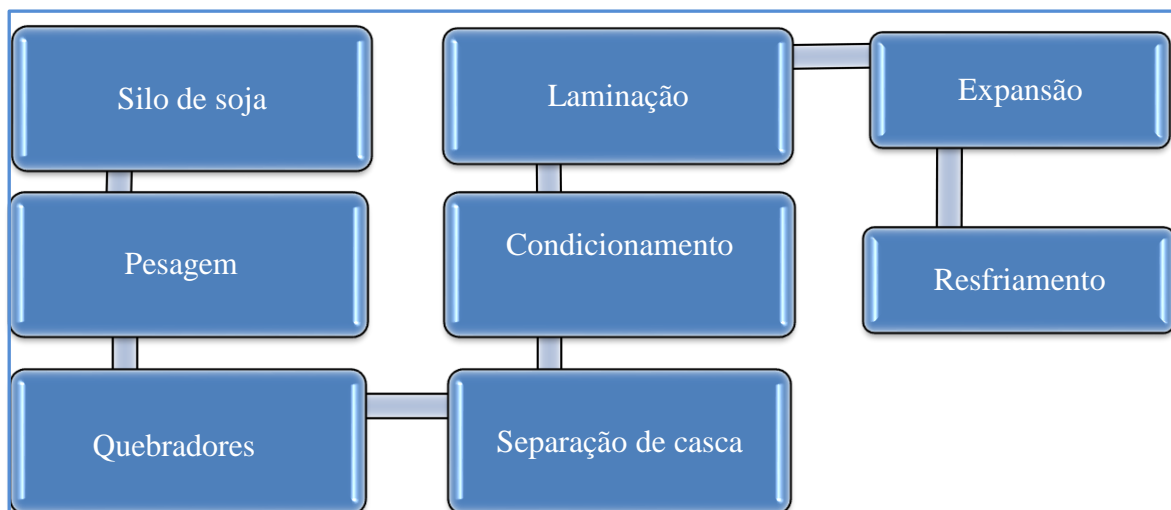 Silo de soja
Pesagem
Quebradores
Separação de casca
Condicionamento
Laminação
Expansão
Resfriamento